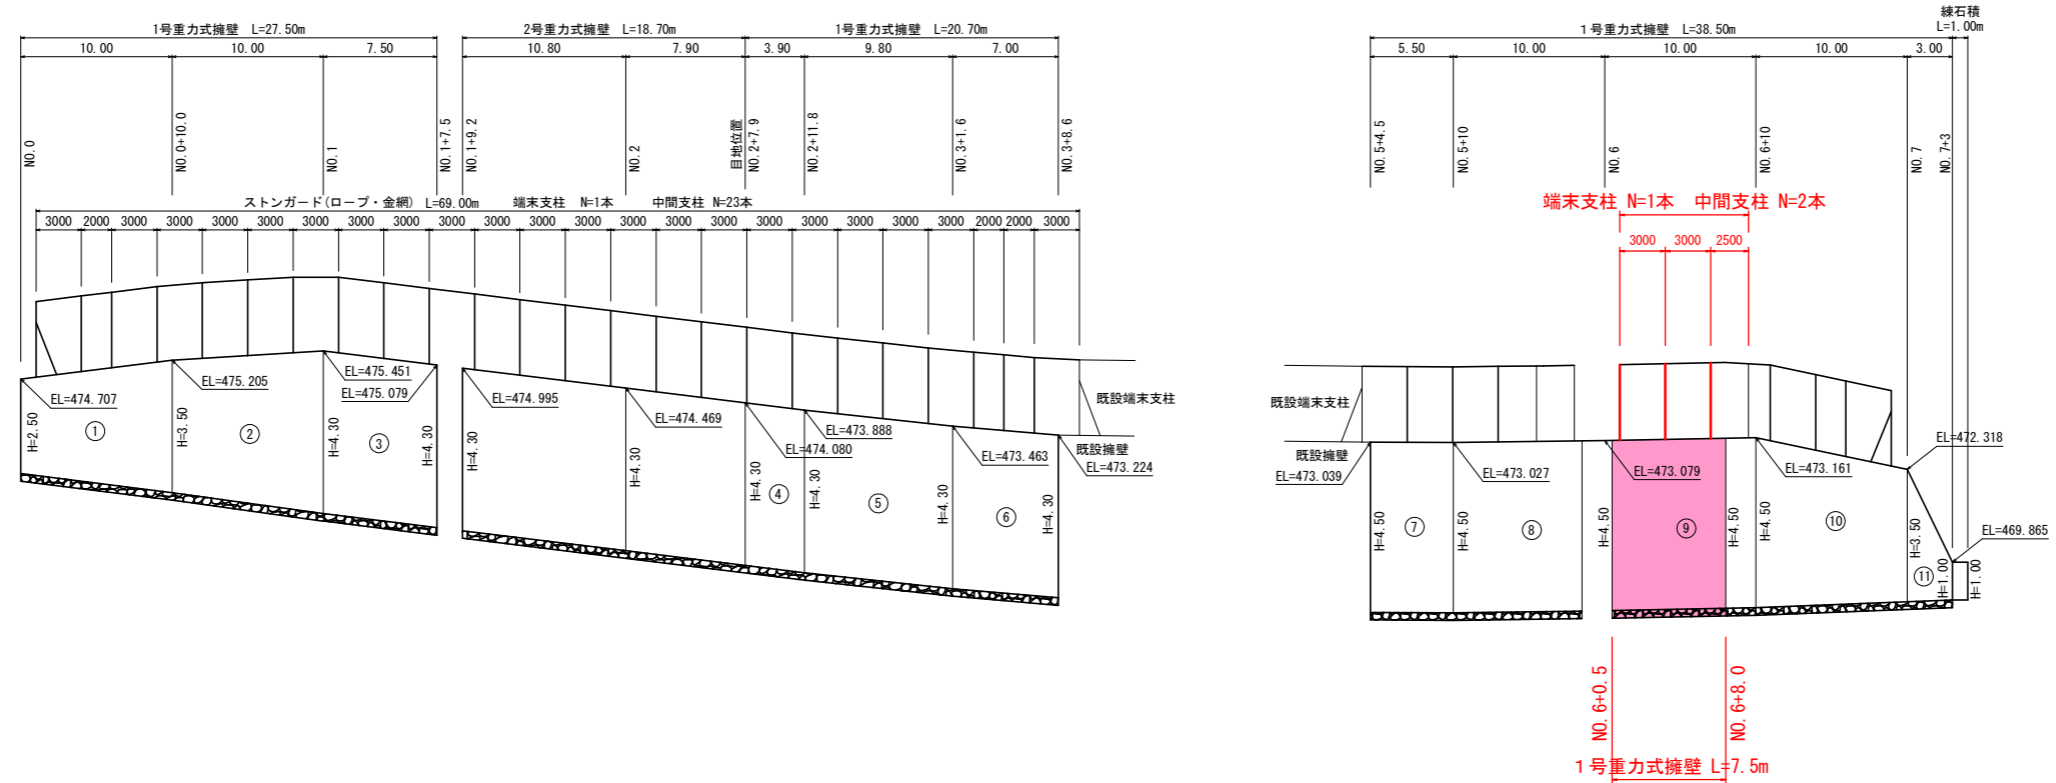 1号重力式擁壁 L=27.50m
10.00 10.00 7.50
2号重力式擁壁 L=18.70m 1号重力式擁壁 L=20.70m
10.80 7.90 3.90 9.80 7.00
NO.0
NO.0+10.0
NO.1
NO.1+7.5
NO.1+9.2
NO.2
目地位置
NO.2+7.9
NO.2+11.8
NO.3+1.6
NO.3+8.6
ストンガード(ロープ・金網) L=69.00m 端末支柱 N=1本 中間支柱 N=23本
3000 2000 3000 3000 3000 3000 3000 3000 3000 3000 3000 3000 3000 3000 3000 3000 3000 3000 3000 3000 2000 2000 3000
EL=474.707
EL=475.205
EL=475.451
EL=475.079
EL=474.995
EL=474.469
EL=474.080
EL=473.888
EL=473.463
EL=473.224
既設端末支柱
既設擁壁
H=2.50
①
H=3.50
②
H=4.30
③
H=4.30
H=4.30
H=4.30
H=4.30
④
H=4.30
⑤
H=4.30
⑥
H=4.30
練石積
L=1.00m
1号重力式擁壁 L=38.50m
5.50 10.00 10.00 10.00 3.00
NO.5+4.5
NO.5+10
NO.6
NO.6+10
NO.7
NO.7+3
端末支柱 N=1本 中間支柱 N=2本
3000 3000 2500
既設端末支柱
既設擁壁
EL=473.039
EL=473.027
EL=473.079
EL=473.161
EL=472.318
EL=469.865
H=4.50
⑦
H=4.50
⑧
H=4.50
⑨
H=4.50
H=4.50
⑩
H=3.50
⑪
H=1.00
H=1.00
NO.6+0.5
NO.6+8.0
1号重力式擁壁 L=7.5m